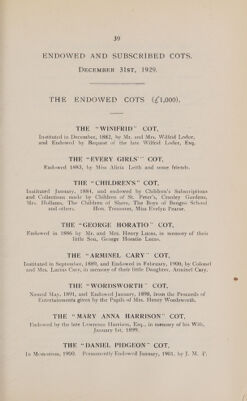 39
ENDOWED AND SUBSCRIBED COTS.
DECEMBER 31ST, 1929.
THE ENDOWED COTS (£1,000).
THE "WINIFRID" COT,
Instituted in December, 1882, by Mr. and Mrs. Wilfrid Loder,
and Endowed by Bequest of the late Wilfrid Loder, Esq.
THE "EVERY GIRLS'" COT,
Endowed 1883, by Miss Alicia Leith and some friends.
THE "CHILDREN'S" COT,
Instituted January, 1884, and endowed by Children's Subscriptions
and Collections made by Children of St. Peter's, Cranley Gardens,
Mrs. Hollams, The Children of Shere, The Boys of Bengeo School
and others. Hon. Treasurer, Miss Evelyn Pearse.
THE "GEORGE HORATIO" COT,
Endowed in 1886 by Mr. and Mrs. Henry Lucas, in memory of their
little Son, George Horatio Lucas.
THE "ARMINEL CARY" COT,
Instituted in September, 1889, and Endowed in February, 1900, by Colonel
and Mrs. Lucius Cary, in memory of their little Daughter, Arminel Cary.
THE "WORDSWORTH" COT,
Named May, 1891, and Endowed January, 1898, from the Proceeds of
Entertainments given by the Pupils of Mrs. Henry Wordsworth.
THE "MARY ANNA HARRISON" COT,
Endowed by the late Lawrence Harrison, Esq., in memory of his Wife,
January 1st, 1899.
THE "DANIEL PIDGEON" COT,
In Memoriam, 1900. Permanently Endowed January, 1901, by J. M. P.